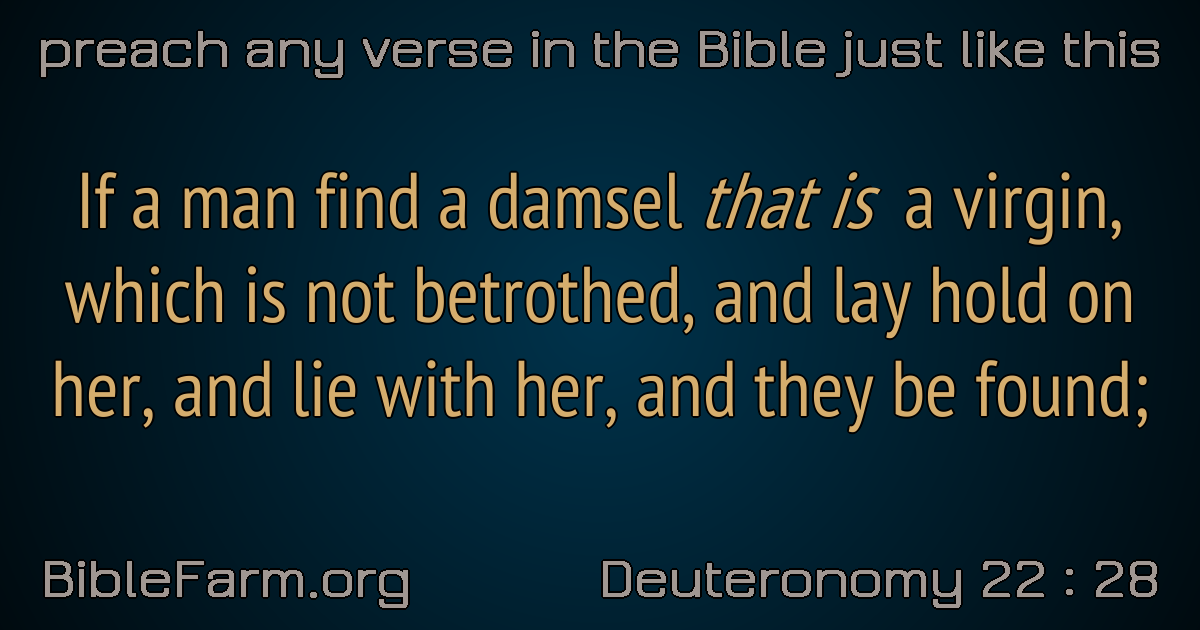 preach any verse in the Bible just like this
If a man find a damsel that is a virgin,
which is not betrothed, and lay hold on
her, and lie with her, and they be found;
BibleFarm.org
Deuteronomy 22 : 28